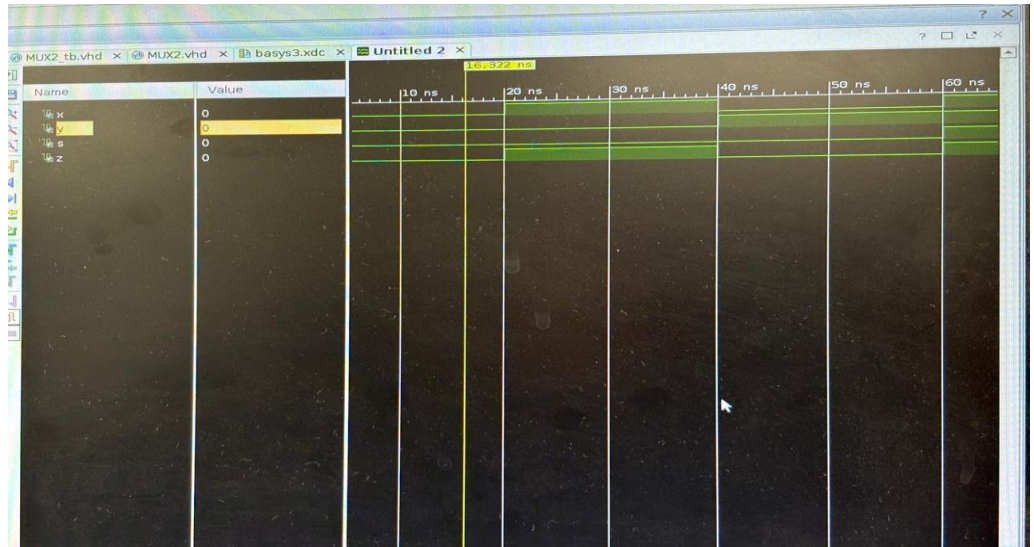 MUX2_tb.vhd × MUX2.vhd × basys3.xdc × Untitled 2 ×
16.322 ns
Name Value
10 ns 20 ns 30 ns 40 ns 50 ns 60 ns
x 0
y 0
s 0
z 0